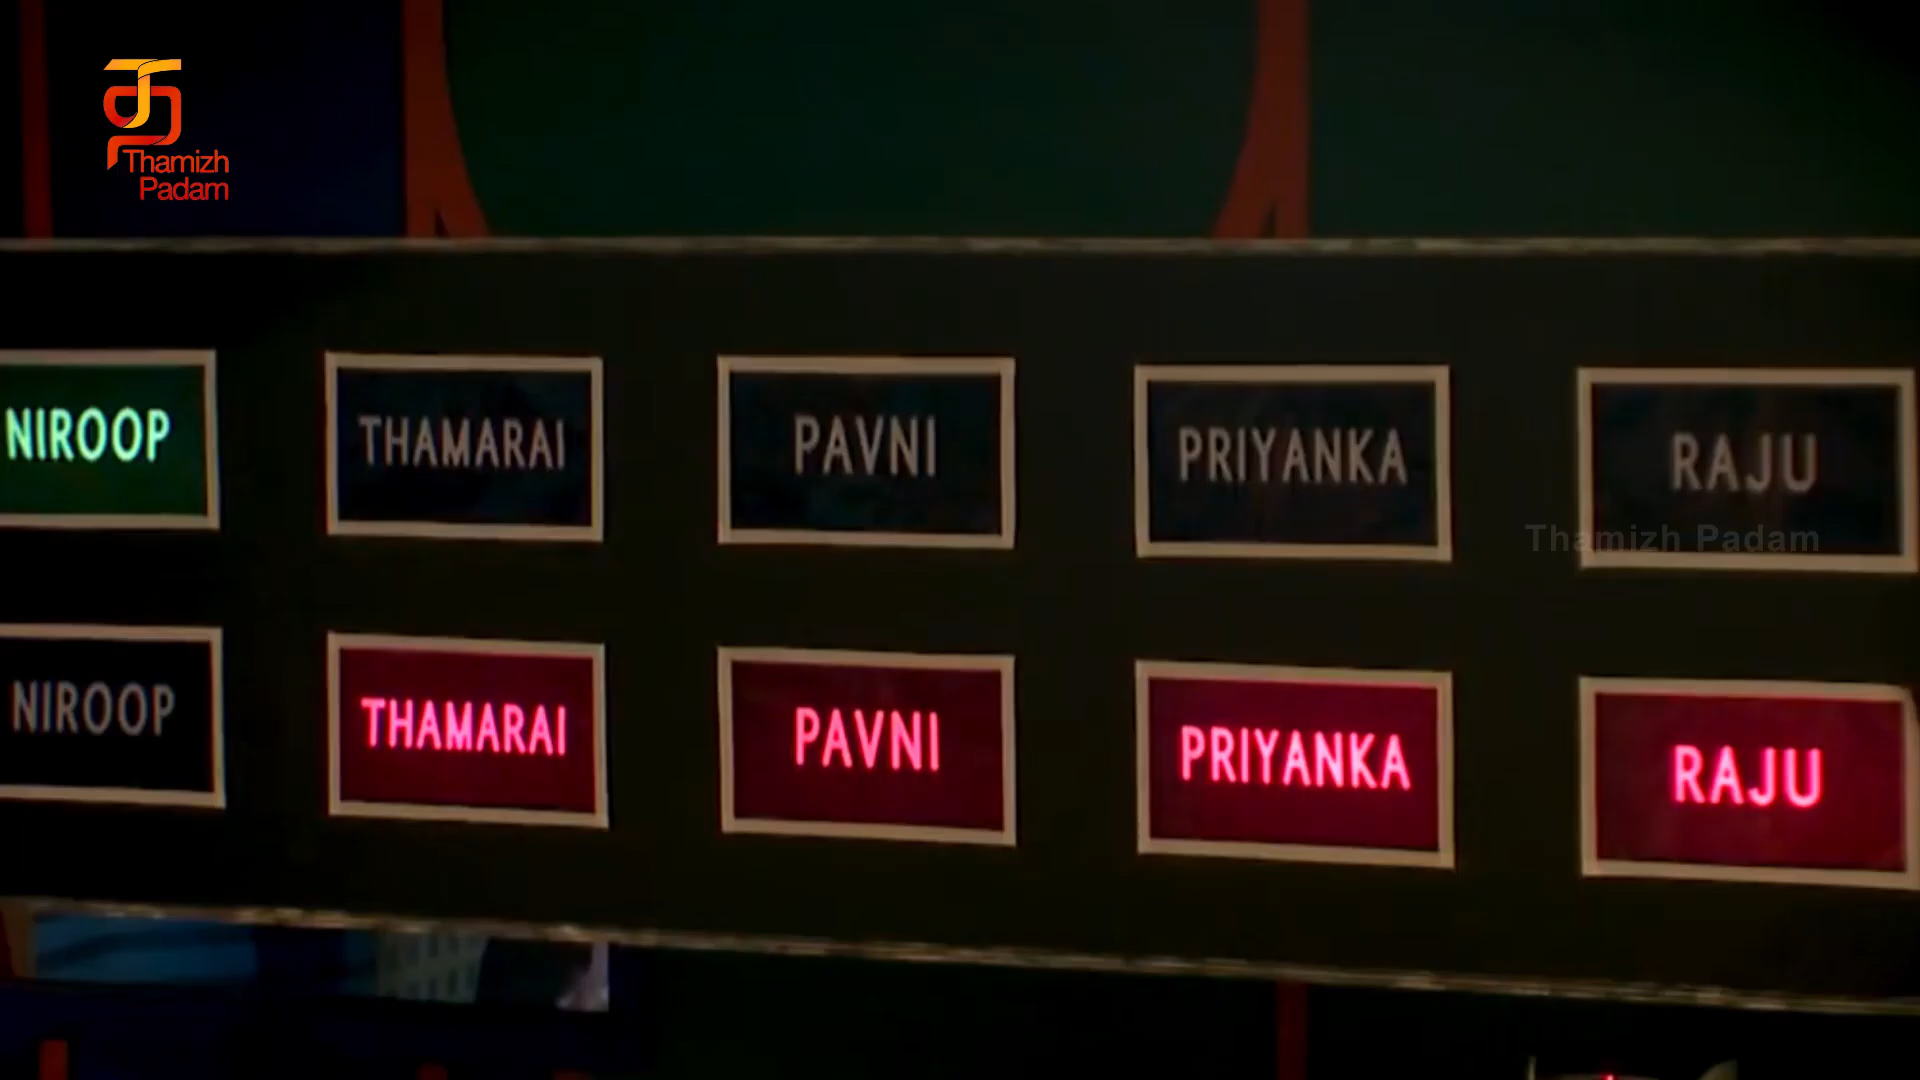 Thamizh
Padam
NIROOP THAMARAI PAVNI PRIYANKA RAJU
Thamizh Padam
NIROOP THAMARAI PAVNI PRIYANKA RAJU